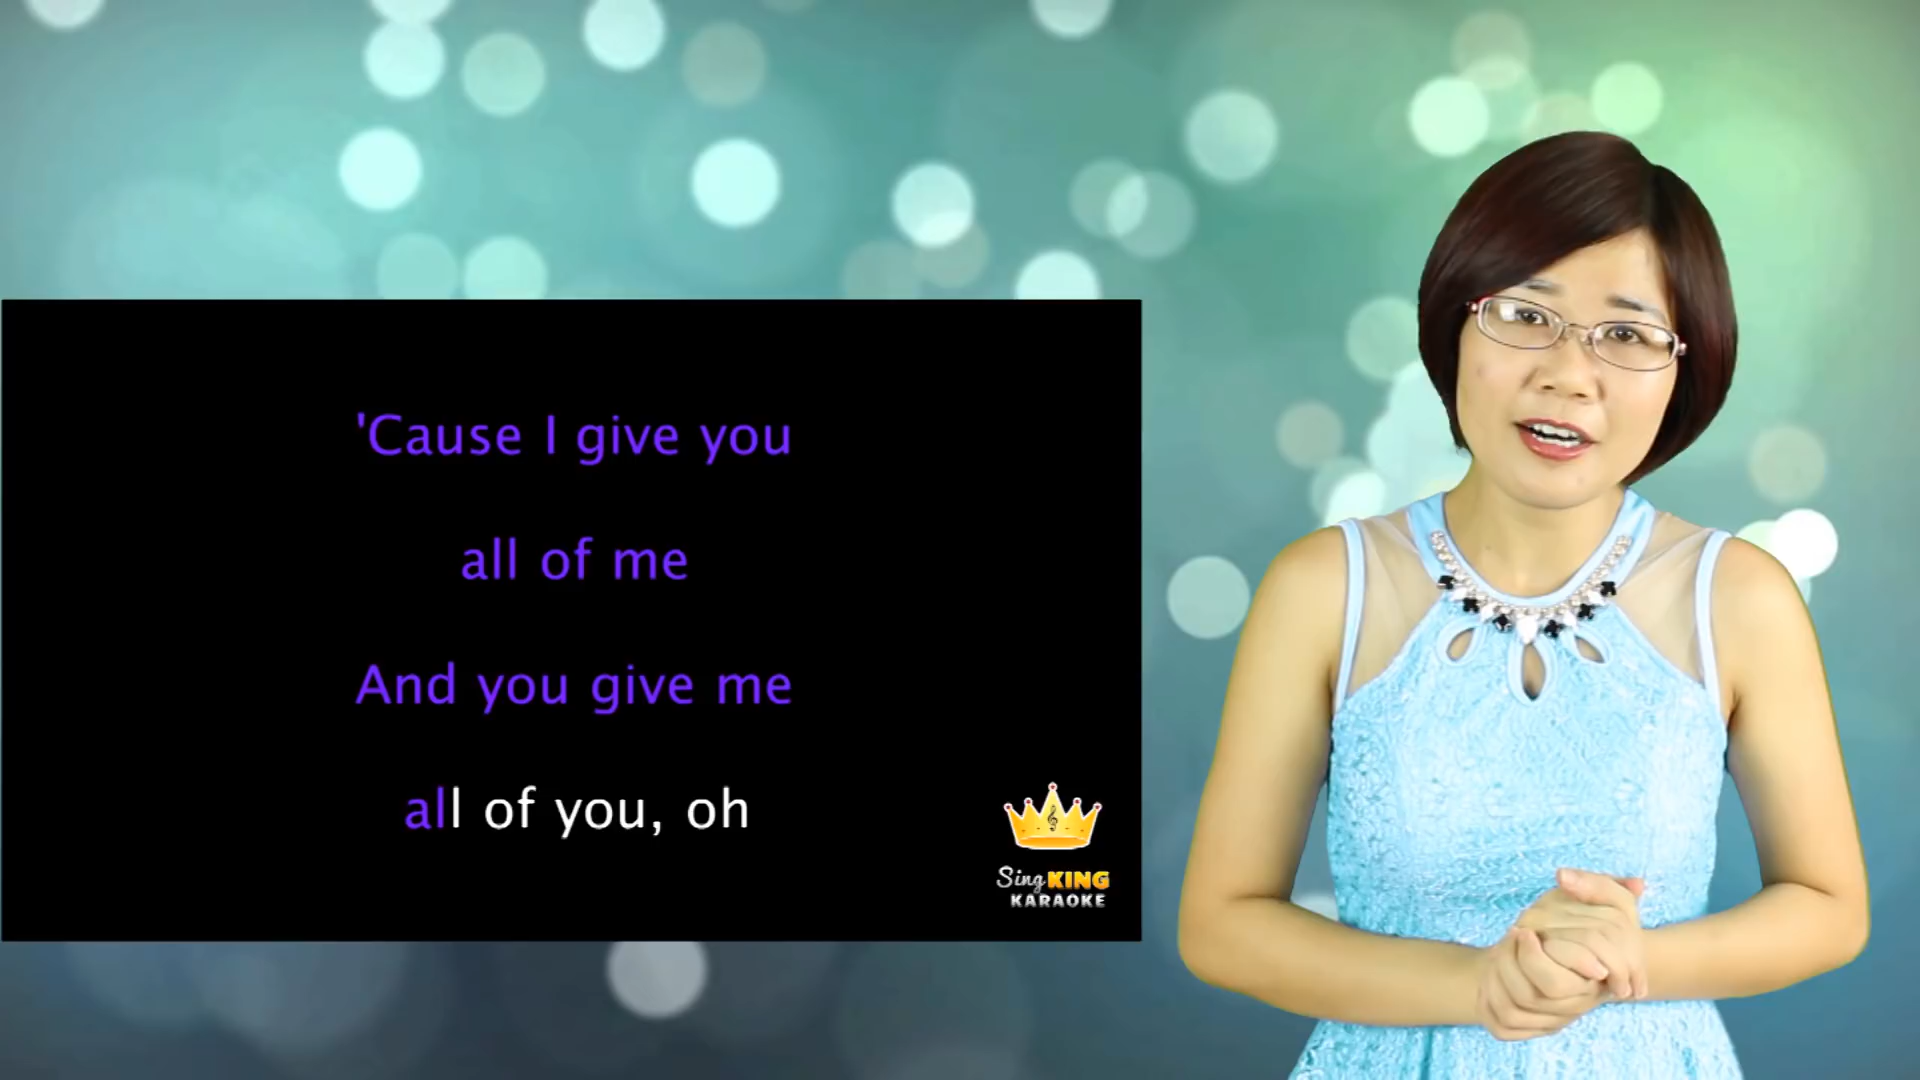 'Cause I give you
all of me
And you give me
all of you, oh
Sing KING
KARAOKE